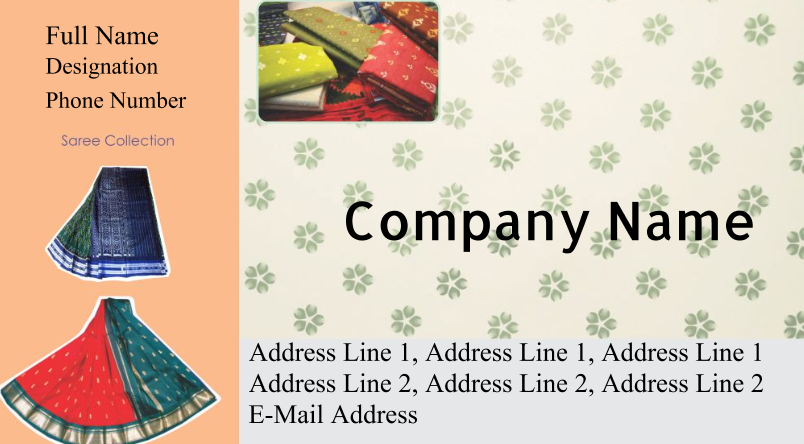 Full Name
Designation
Phone Number
Saree Collection
Company Name
Address Line 1, Address Line 1, Address Line 1
Address Line 2, Address Line 2, Address Line 2
E-Mail Address